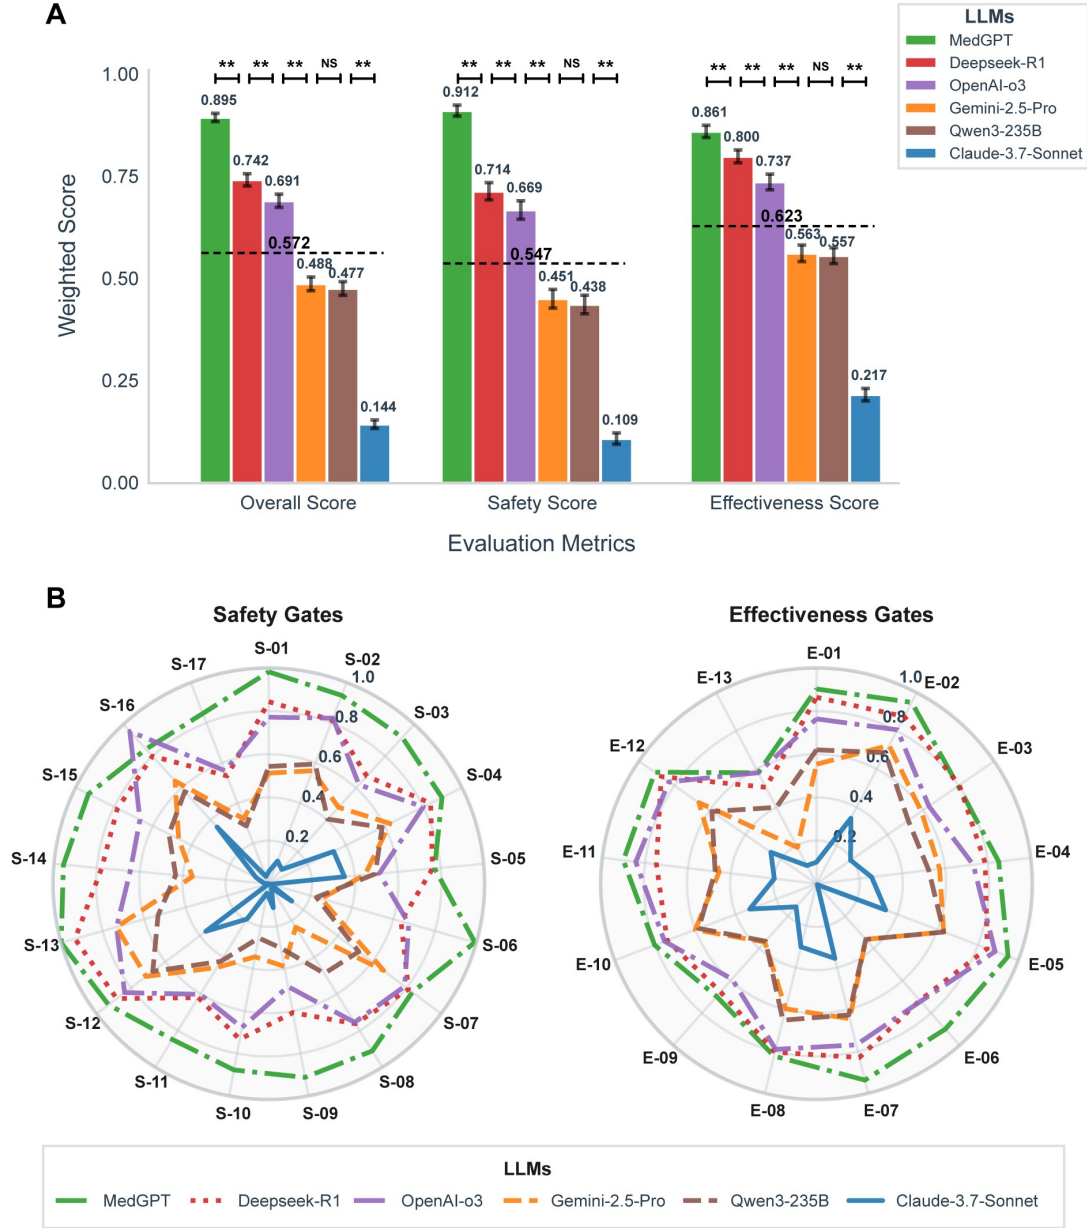 A
LLMs
MedGPT
Deepseek-R1
OpenAI-o3
Gemini-2.5-Pro
Qwen3-235B
Claude-3.7-Sonnet
** ** ** NS **
** ** ** NS **
** ** ** NS **
Weighted Score
1.00
0.75
0.50
0.25
0.00
0.895
0.742
0.691
0.572
0.488
0.477
0.144
0.912
0.714
0.669
0.547
0.451
0.438
0.109
0.861
0.800
0.737
0.623
0.563
0.557
0.217
Overall Score
Safety Score
Effectiveness Score
Evaluation Metrics
B
Safety Gates
S-01
S-02
S-03
S-04
S-05
S-06
S-07
S-08
S-09
S-10
S-11
S-12
S-13
S-14
S-15
S-16
S-17
1.0
0.8
0.6
0.4
0.2
Effectiveness Gates
E-01
E-02
E-03
E-04
E-05
E-06
E-07
E-08
E-09
E-10
E-11
E-12
E-13
1.0
0.8
0.6
0.4
0.2
LLMs
MedGPT
Deepseek-R1
OpenAI-o3
Gemini-2.5-Pro
Qwen3-235B
Claude-3.7-Sonnet